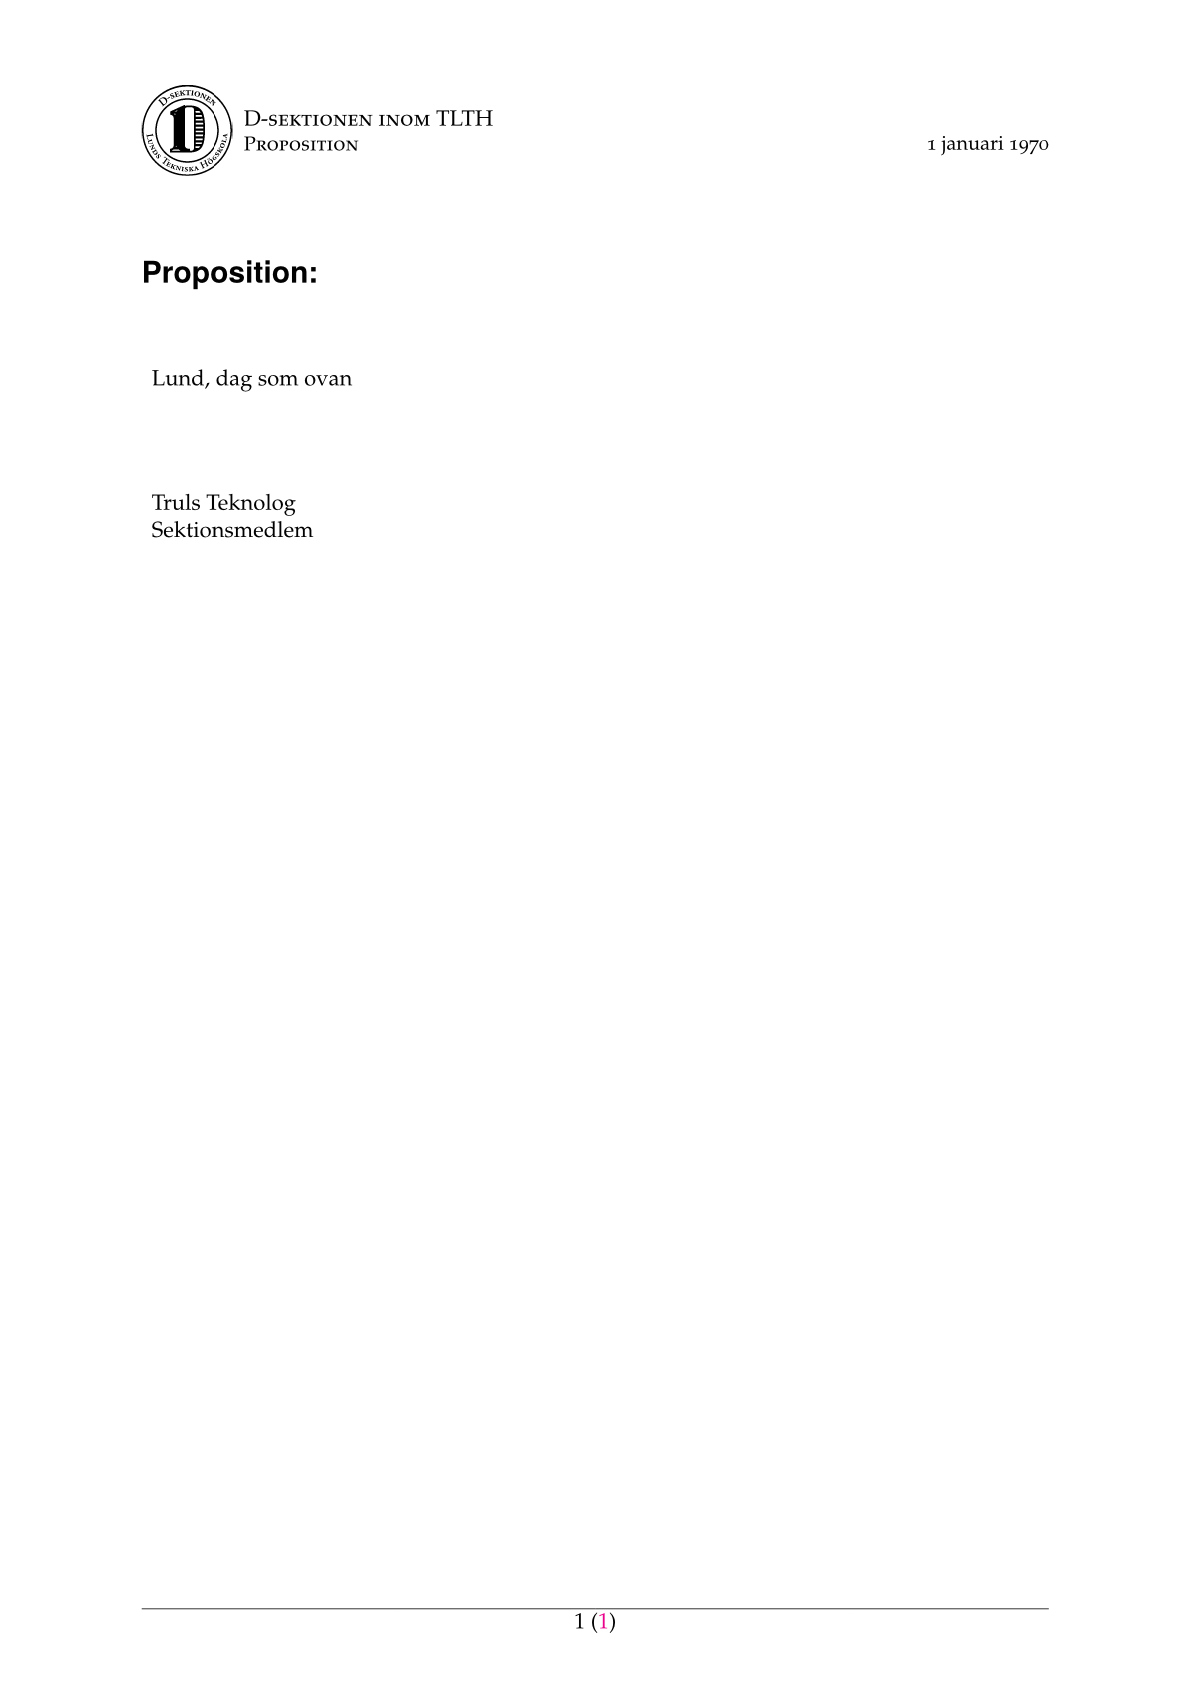 D-SEKTIONEN
LUNDS TEKNISKA HÖGSKOLA
D
D-SEKTIONEN INOM TLTH
PROPOSITION
1 januari 1970
Proposition:
Lund, dag som ovan
Truls Teknolog
Sektionsmedlem
1 (1)